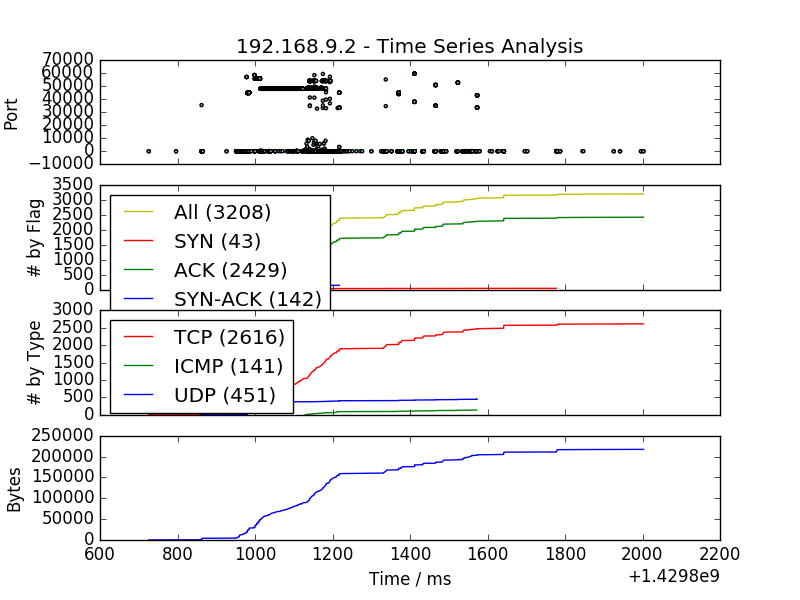 192.168.9.2 - Time Series Analysis
Port
70000
60000
50000
40000
30000
20000
10000
0
−10000
# by Flag
3500
3000
2500
2000
1500
1000
500
0
All (3208)
SYN (43)
ACK (2429)
SYN-ACK (142)
# by Type
3000
2500
2000
1500
1000
500
0
TCP (2616)
ICMP (141)
UDP (451)
Bytes
250000
200000
150000
100000
50000
0
600 800 1000 1200 1400 1600 1800 2000 2200
Time / ms
+1.4298e9